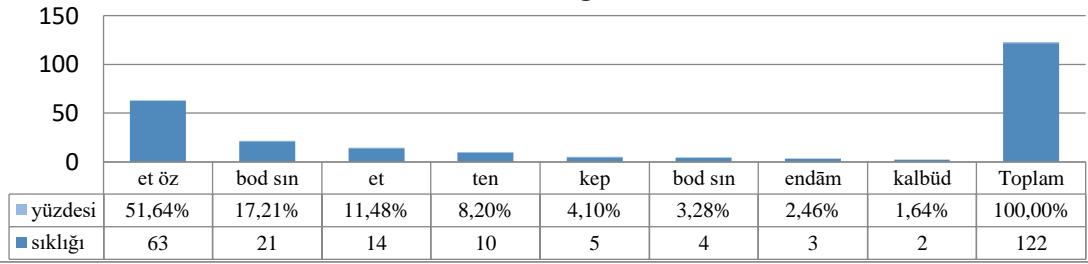 150
100
50
0
et öz bod sın et ten kep bod sın endām kalbüd Toplam
yüzdesi 51,64% 17,21% 11,48% 8,20% 4,10% 3,28% 2,46% 1,64% 100,00%
sıklığı 63 21 14 10 5 4 3 2 122